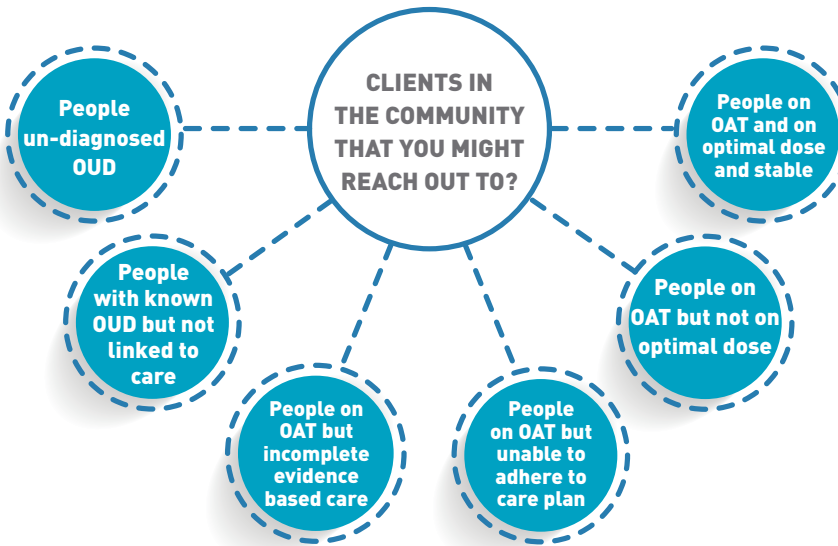 CLIENTS IN
THE COMMUNITY
THAT YOU MIGHT
REACH OUT TO?
People
un-diagnosed
OUD
People
with known
OUD but not
linked to
care
People on
OAT but
incomplete
evidence
based care
People
on OAT but
unable to
adhere to
care plan
People on
OAT but not on
optimal dose
People on
OAT and on
optimal dose
and stable